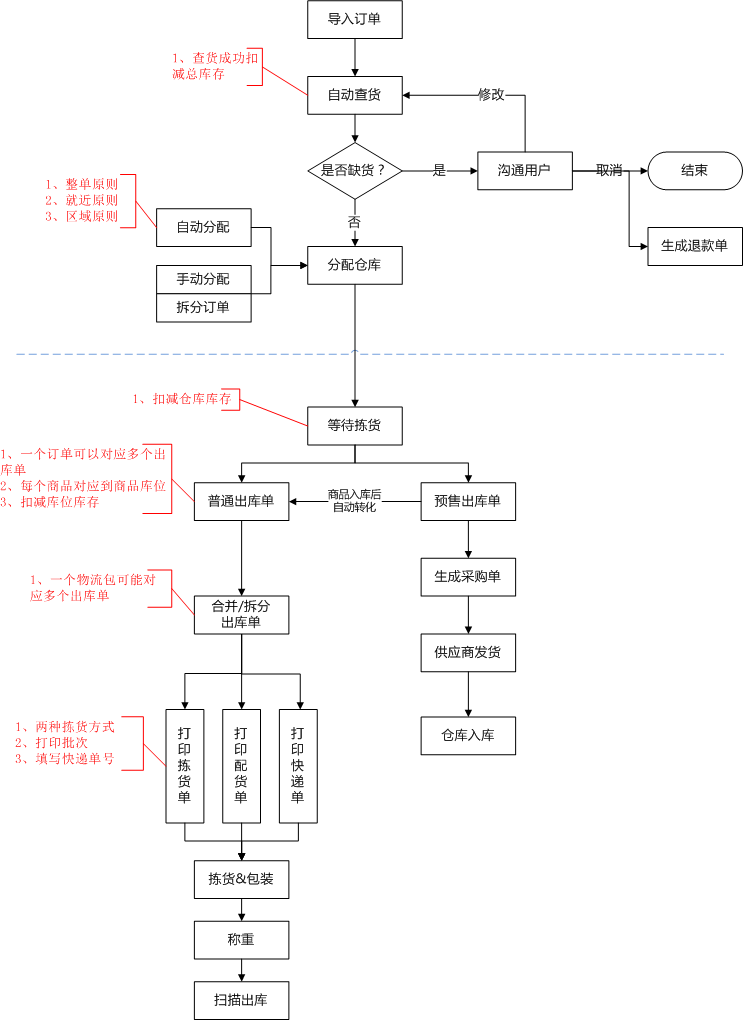 导入订单
1、查货成功扣
减总库存
自动查货
修改
是否缺货？
是
沟通用户
取消
结束
1、整单原则
2、就近原则
3、区域原则
自动分配
否
生成退款单
手动分配
分配仓库
拆分订单
1、扣减仓库库存
等待拣货
1、一个订单可以对应多个出
库单
2、每个商品对应到商品库位
3、扣减库位库存
普通出库单
商品入库后
自动转化
预售出库单
1、一个物流包可能对
应多个出库单
生成采购单
合并/拆分
出库单
供应商发货
1、两种拣货方式
2、打印批次
3、填写快递单号
打印拣货单
打印配货单
打印快递单
仓库入库
拣货&包装
称重
扫描出库